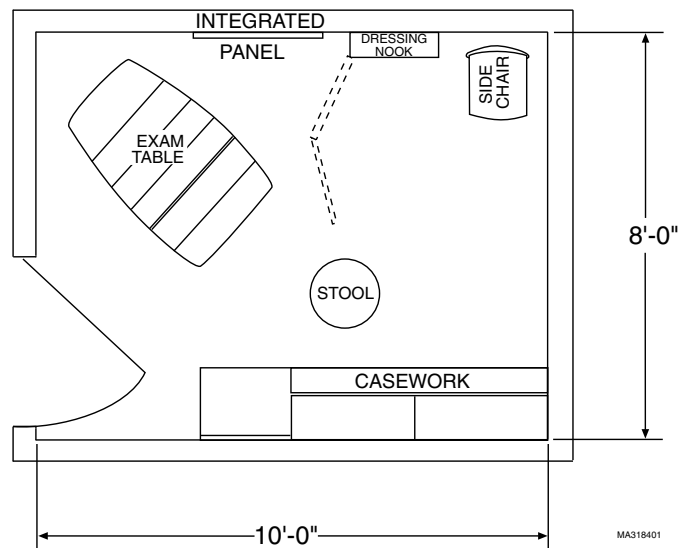 INTEGRATED
PANEL
DRESSING
NOOK
SIDE
CHAIR
EXAM
TABLE
8'-0"
STOOL
CASEWORK
10'-0"
MA318401